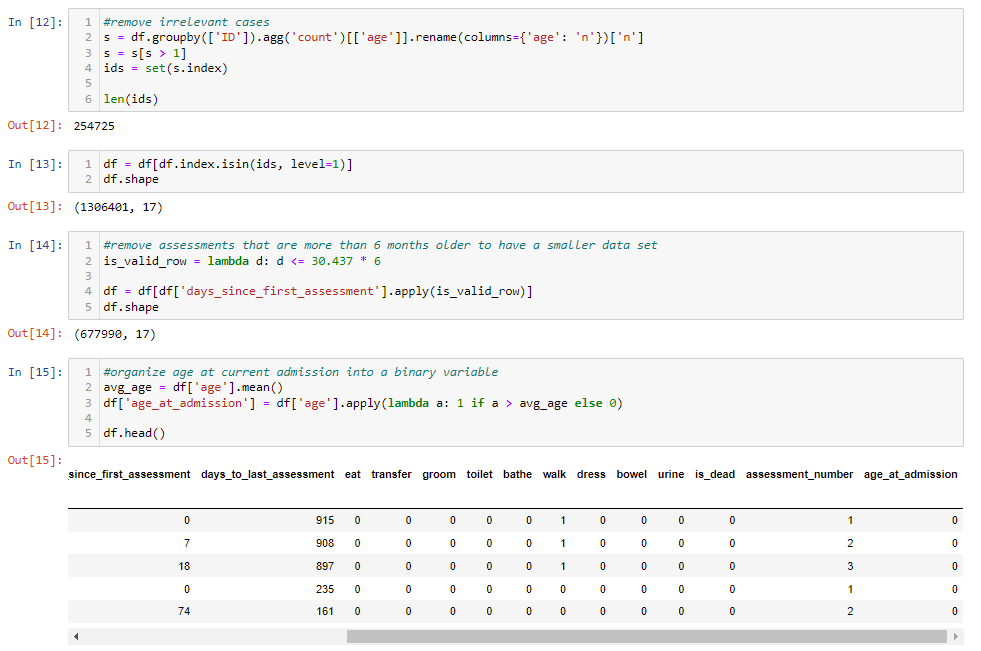 In [12]:
1 #remove irrelevant cases
2 s = df.groupby(['ID']).agg('count')[['age']].rename(columns={'age': 'n'})['n']
3 s = s[s > 1]
4 ids = set(s.index)
5
6 len(ids)
Out[12]: 254725
In [13]:
1 df = df[df.index.isin(ids, level=1)]
2 df.shape
Out[13]: (1306401, 17)
In [14]:
1 #remove assessments that are more than 6 months older to have a smaller data set
2 is_valid_row = lambda d: d <= 30.437 * 6
3
4 df = df[df['days_since_first_assessment'].apply(is_valid_row)]
5 df.shape
Out[14]: (677990, 17)
In [15]:
1 #organize age at current admission into a binary variable
2 avg_age = df['age'].mean()
3 df['age_at_admission'] = df['age'].apply(lambda a: 1 if a > avg_age else 0)
4
5 df.head()
Out[15]:
_since_first_assessment days_to_last_assessment eat transfer groom toilet bathe walk dress bowel urine is_dead assessment_number age_at_admission
0 915 0 0 0 0 0 1 0 0 0 0 1 0
7 908 0 0 0 0 0 1 0 0 0 0 2 0
18 897 0 0 0 0 0 1 0 0 0 0 3 0
0 235 0 0 0 0 0 0 0 0 0 0 1 0
74 161 0 0 0 0 0 0 0 0 0 0 2 0